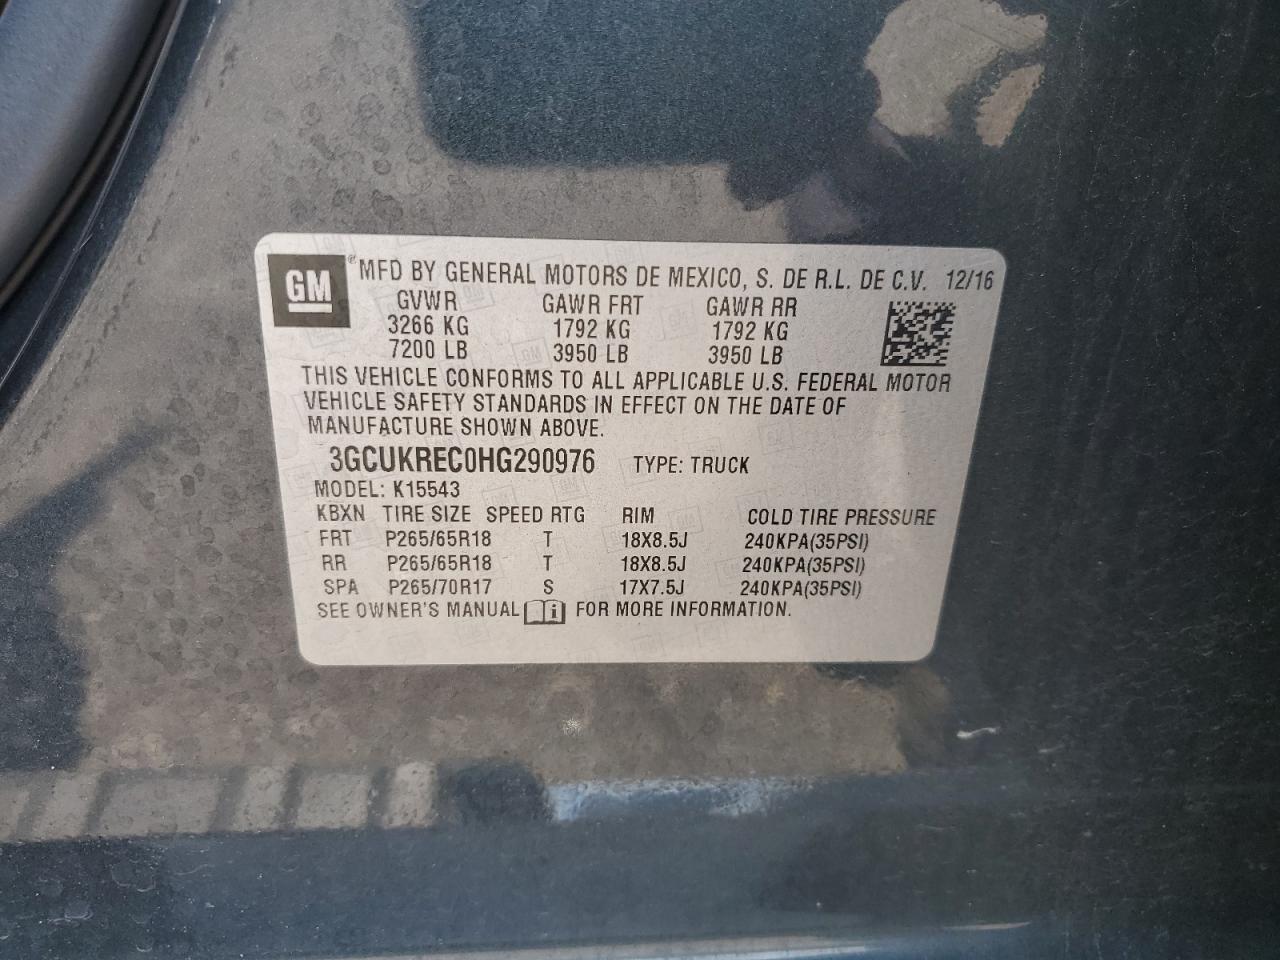 GM ® MFD BY GENERAL MOTORS DE MEXICO, S. DE R.L. DE C.V. 12/16
GVWR GAWR FRT GAWR RR
3266 KG 1792 KG 1792 KG
7200 LB 3950 LB 3950 LB
THIS VEHICLE CONFORMS TO ALL APPLICABLE U.S. FEDERAL MOTOR
VEHICLE SAFETY STANDARDS IN EFFECT ON THE DATE OF
MANUFACTURE SHOWN ABOVE.
3GCUKREC0HG290976 TYPE: TRUCK
MODEL: K15543
KBXN TIRE SIZE SPEED RTG RIM COLD TIRE PRESSURE
FRT P265/65R18 T 18X8.5J 240KPA(35PSI)
RR P265/65R18 T 18X8.5J 240KPA(35PSI)
SPA P265/70R17 S 17X7.5J 240KPA(35PSI)
SEE OWNER'S MANUAL i FOR MORE INFORMATION.